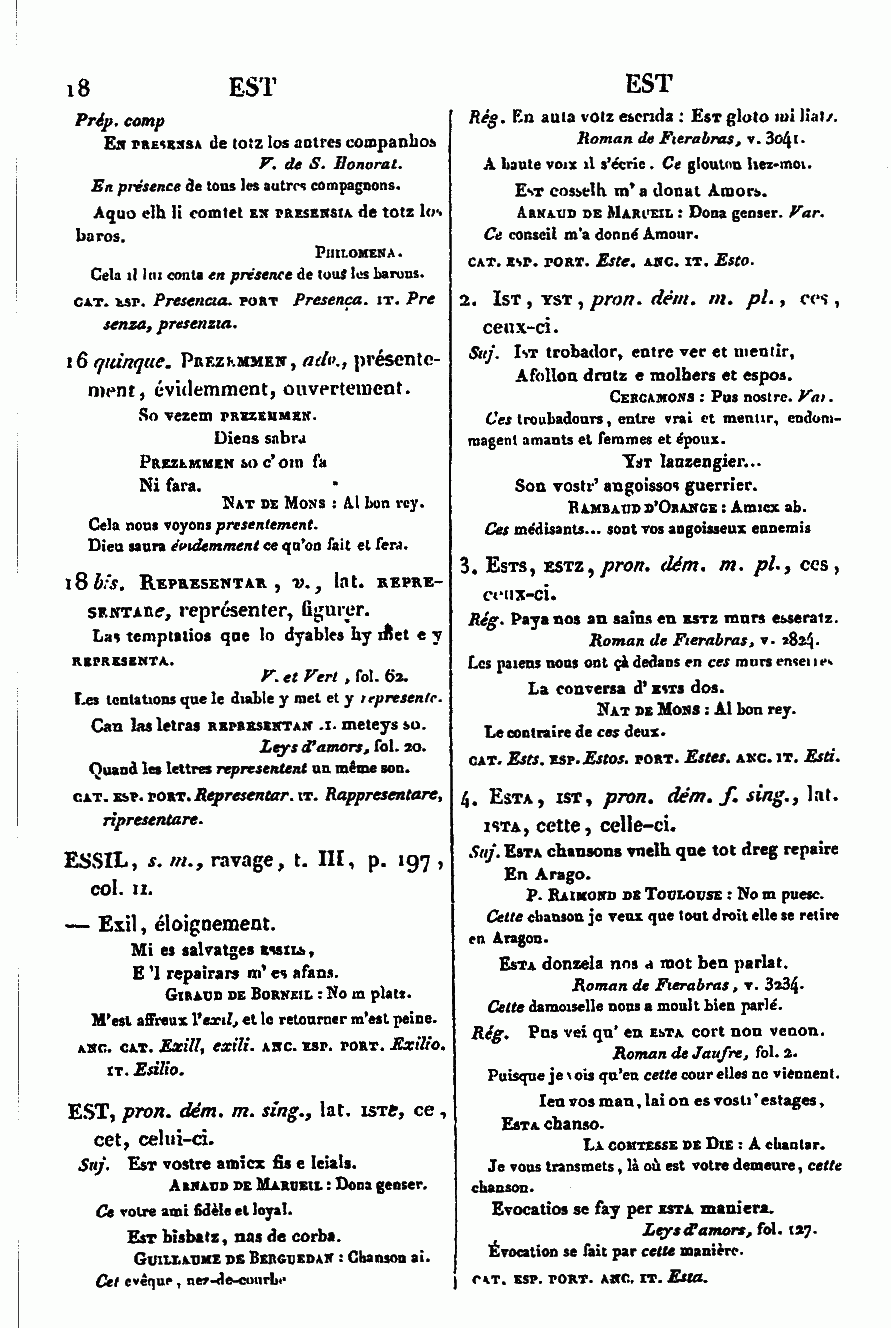 18 EST EST
Prép. comp
EN PRESENSA de totz los autres companhos
V. de S. Honorat.
En présence de tous les autres compagnons.
Aquo elh li comtet EN PRESENSIA de totz los
baros.
PHILOMENA.
Cela il lui conta en présence de tous les barons.
CAT. ESP. Presencia. PORT Presença. IT. Pre
senza, presenzia.
16 quinque. PREZEMMEN, adv., présente-
ment, évidemment, ouvertement.
So vezem PREZEMMEN.
Diens sabra
PREZEMMEN so c'om fa
Ni fara.
NAT DE MONS : Al bon rey.
Cela nous voyons presentement.
Dieu saura évidemment ce qu'on fait et fera.
18 bis. REPRESENTAR, v., lat. REPRE-
SENTARe, représenter, figurer.
Las temptatios que lo dyables hy met e y
REPRESENTA.
V. et Vert, fol. 62.
Les tentations que le diable y met et y represente.
Can las letras REPRESENTAN .I. meteys so.
Leys d'amors, fol. 20.
Quand les lettres representent un même son.
CAT. ESP. PORT. Representar. IT. Rappresentare,
ripresentare.
ESSIL, s. m., ravage, t. III, p. 197,
col. II.
— Exil, éloignement.
Mi es salvatges ESSILS,
E 'l repairars m' es afans.
GIRAUD DE BORNEIL : No m platz.
M'est affreux l'exil, et le retourner m'est peine.
ANC. CAT. Exill, exili. ANC. ESP. PORT. Exilio.
IT. Esilio.
EST, pron. dém. m. sing., lat. ISTE, ce,
cet, celui-ci.
Suj. EST vostre amicx fis e leials.
ARNAUD DE MARUEIL : Dona genser.
Ce votre ami fidèle et loyal.
EST bisbatz, nas de corba.
GUILLAUME DE BERGUEDAN : Chanson ai.
Cet evêque, nez-de-courbe
Rég. En auta votz escrida : EST gloto mi liatz.
Roman de Fierabras, v. 3041.
A haute voix il s'écrie. Ce glouton liez-moi.
EST cosselh m' a donat Amors.
ARNAUD DE MARUEIL : Dona genser. Var.
Ce conseil m'a donné Amour.
CAT. ESP. PORT. Este. ANC. IT. Esto.
2. IST, YST, pron. dém. m. pl., ces,
ceux-ci.
Suj. IST trobador, entre ver et mentir,
Afollon drutz e molhers et espos.
CERCAMONS : Pus nostre. Var.
Ces troubadours, entre vrai et mentir, endom-
magent amants et femmes et époux.
YST lauzengier...
Son vostr' angoissos guerrier.
RAMBAUD D'ORANGE : Amicx ab.
Ces médisants... sont vos angoisseux ennemis
3. ESTS, ESTZ, pron. dém. m. pl., ces,
ceux-ci.
Rég. Paya nos an sains en ESTZ murs esseratz.
Roman de Fierabras, v. 2824.
Les païens nous ont çà dedans en ces murs enserrés
La conversa d' ESTS dos.
NAT DE MONS : Al bon rey.
Le contraire de ces deux.
CAT. Ests. ESP. Estos. PORT. Estes. ANC. IT. Esti.
4. ESTA, IST, pron. dém. f. sing., lat.
ISTA, cette, celle-ci.
Suj. ESTA chansons vuelh que tot dreg repaire
En Arago.
P. RAIMOND DE TOULOUSE : No m puesc.
Cette chanson je veux que tout droit elle se retire
en Aragon.
ESTA donzela nos a mot ben parlat.
Roman de Fierabras, v. 3234.
Cette damoiselle nous a moult bien parlé.
Rég. Pus vei qu' en ESTA cort non venon.
Roman de Jaufre, fol. 2.
Puisque je vois qu'en cette cour elles ne viennent.
Ieu vos man, lai on es vostr' estages,
ESTA chanso.
LA COMTESSE DE DIE : A chantar.
Je vous transmets, là où est votre demeure, cette
chanson.
Evocatios se fay per ESTA maniera.
Leys d'amors, fol. 127.
Évocation se fait par cette manière.
CAT. ESP. PORT. ANC. IT. Esta.